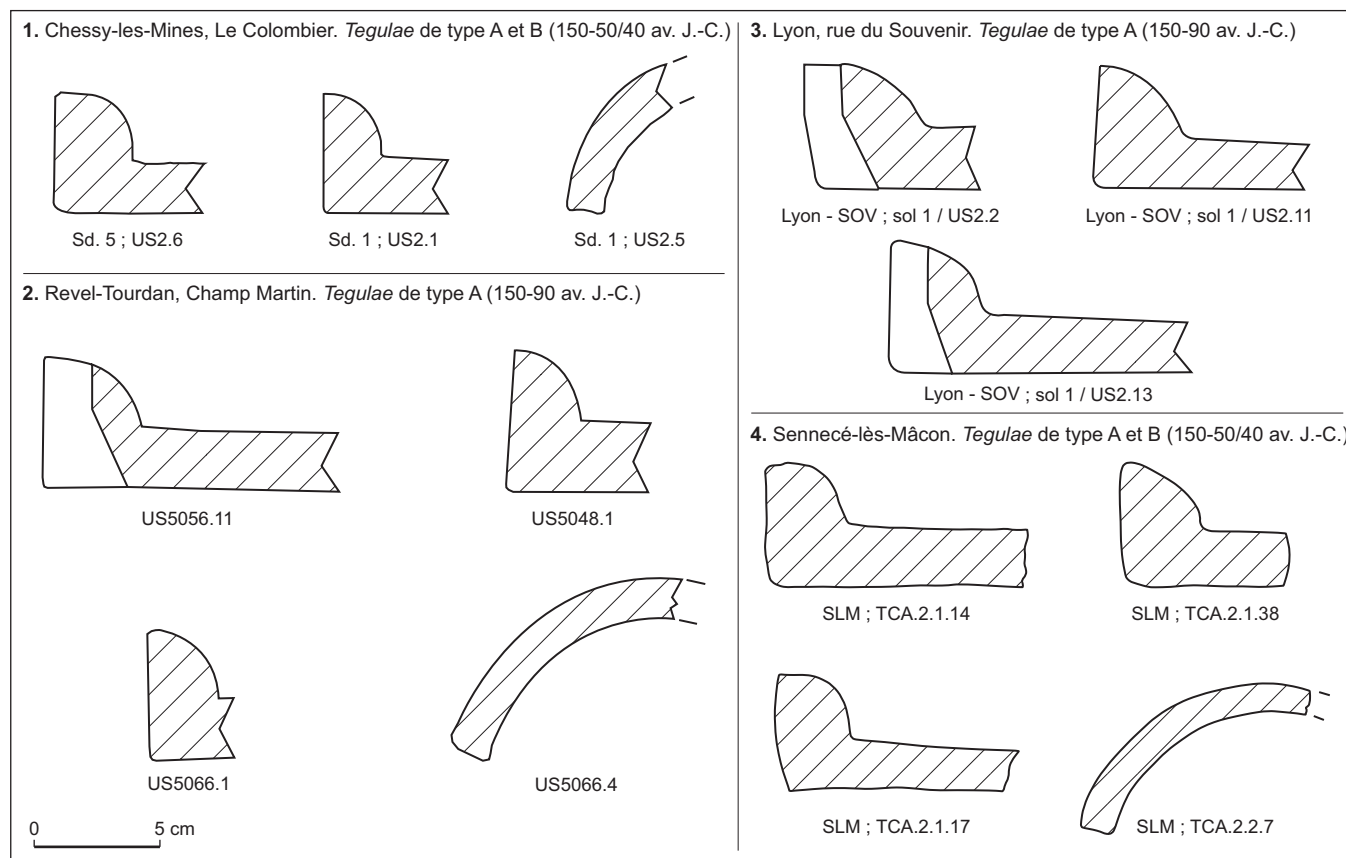 1. Chessy-les-Mines, Le Colombier. Tegulae de type A et B (150-50/40 av. J.-C.)
Sd. 5 ; US2.6
Sd. 1 ; US2.1
Sd. 1 ; US2.5
2. Revel-Tourdan, Champ Martin. Tegulae de type A (150-90 av. J.-C.)
US5056.11
US5048.1
US5066.1
US5066.4
0 5 cm
3. Lyon, rue du Souvenir. Tegulae de type A (150-90 av. J.-C.)
Lyon - SOV ; sol 1 / US2.2
Lyon - SOV ; sol 1 / US2.11
Lyon - SOV ; sol 1 / US2.13
4. Sennecé-lès-Mâcon. Tegulae de type A et B (150-50/40 av. J.-C.)
SLM ; TCA.2.1.14
SLM ; TCA.2.1.38
SLM ; TCA.2.1.17
SLM ; TCA.2.2.7